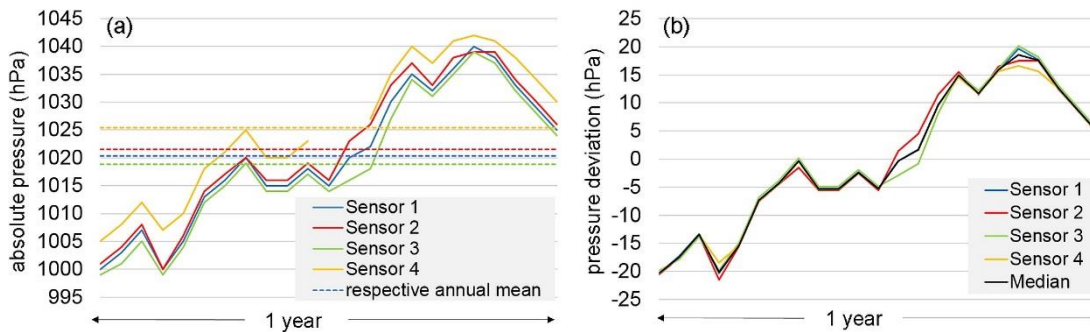 (a)
absolute pressure (hPa)
1045
1040
1035
1030
1025
1020
1015
1010
1005
1000
995
Sensor 1
Sensor 2
Sensor 3
Sensor 4
respective annual mean
1 year
(b)
pressure deviation (hPa)
25
20
15
10
5
0
-5
-10
-15
-20
-25
Sensor 1
Sensor 2
Sensor 3
Sensor 4
Median
1 year